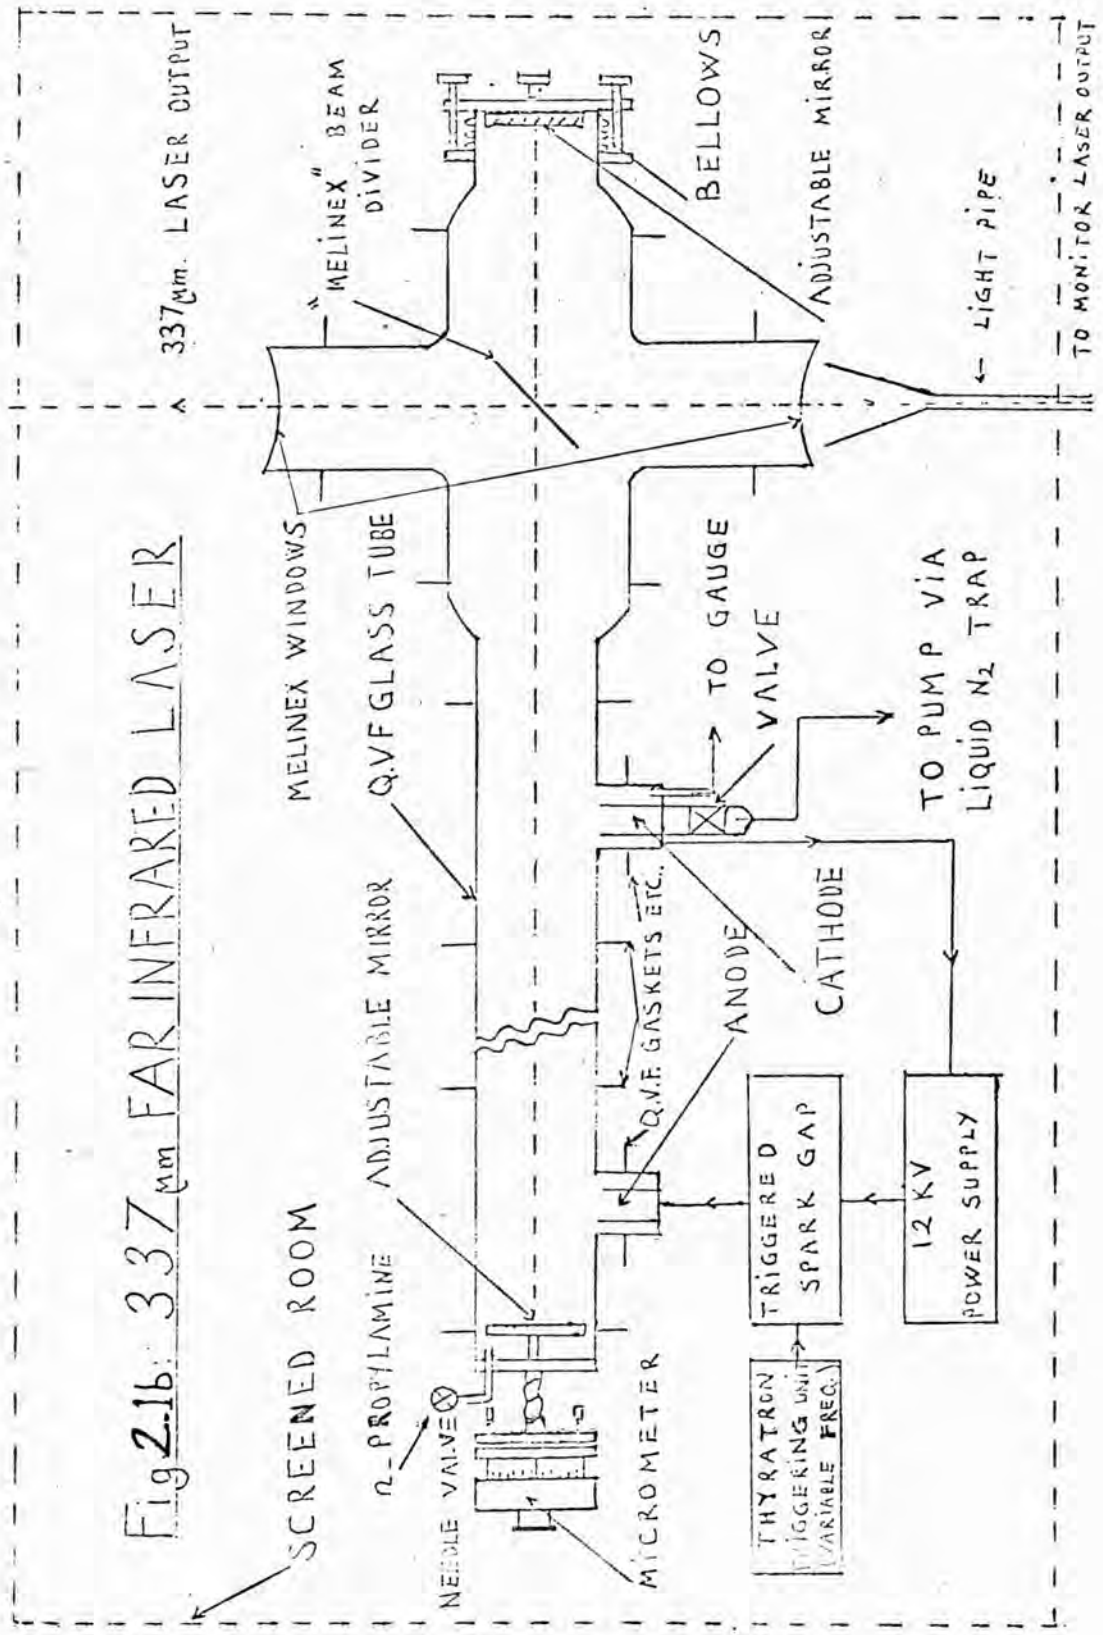 Fig 2.1b. 337μm FAR INFRARED LASER
SCREENED ROOM
337μm. LASER OUTPUT
MELINEX WINDOWS
"MELINEX" BEAM
DIVIDER
n_PROPYLAMINE
ADJUSTABLE MIRROR
Q.V.F GLASS TUBE
NEEDLE VALVE
MICROMETER
Q.V.F. GASKETS ETC..
ANODE
CATHODE
TO GAUGE
VALVE
BELLOWS
ADJUSTABLE MIRROR
THYRATRON
TRIGGERING UNIT
(VARIABLE FREQ.)
TRIGGERED
SPARK GAP
12 KV
POWER SUPPLY
TO PUMP VIA
LIQUID N2 TRAP
LIGHT PIPE
TO MONITOR LASER OUTPUT